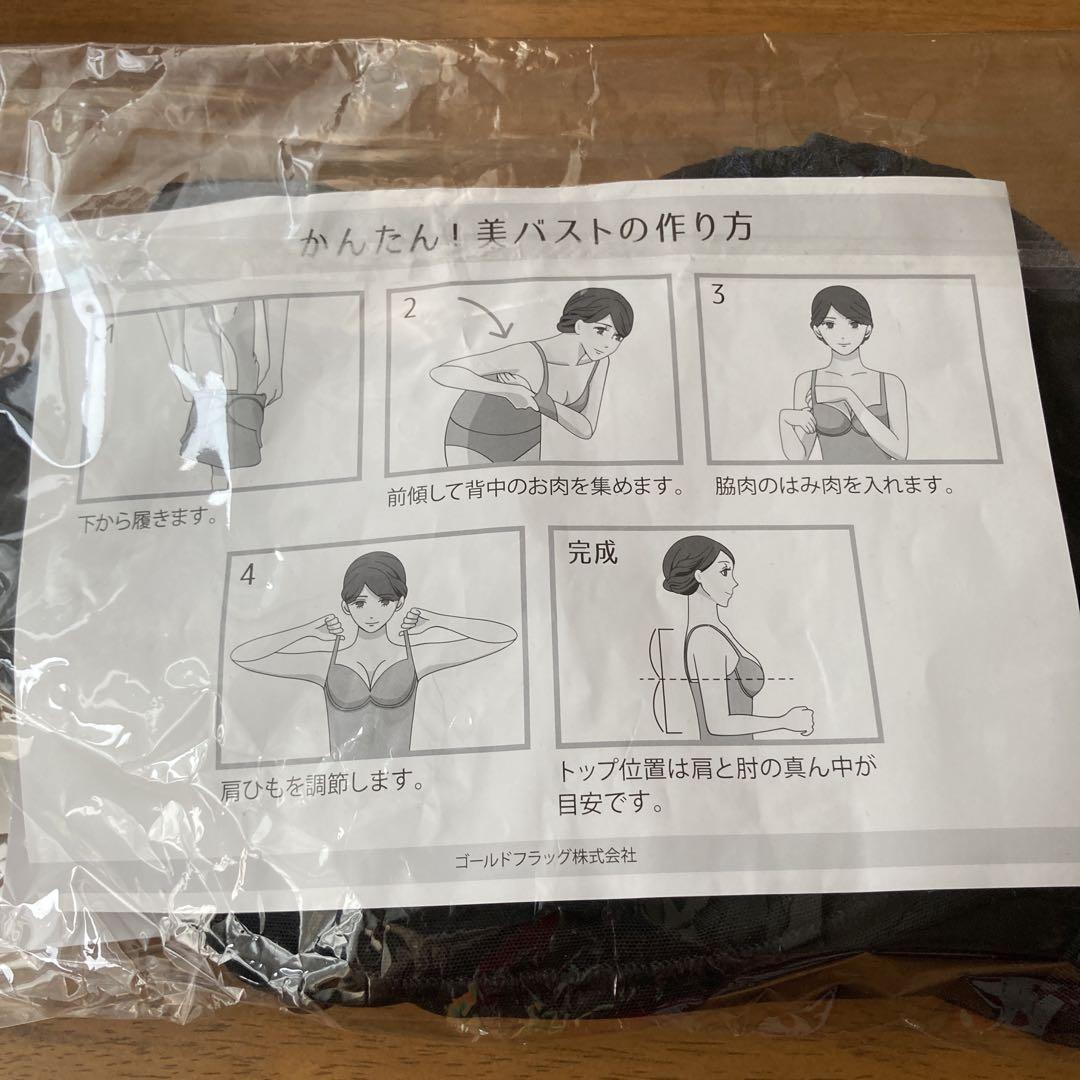 かんたん！美バストの作り方
1
下から履きます。
2
前傾して背中のお肉を集めます。
3
脇肉のはみ肉を入れます。
4
肩ひもを調節します。
完成
トップ位置は肩と肘の真ん中が
目安です。
ゴールドフラッグ株式会社